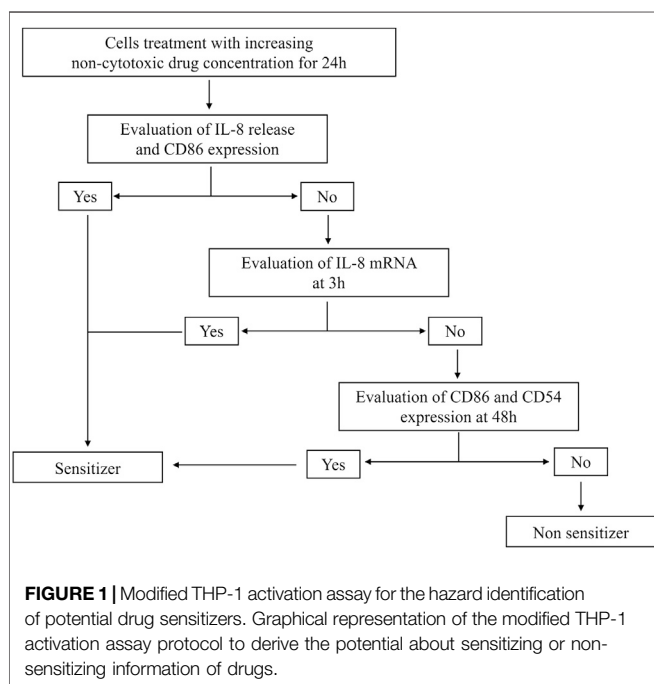 Cells treatment with increasing
non-cytotoxic drug concentration for 24h
Evaluation of IL-8 release
and CD86 expression
Yes
No
Evaluation of IL-8 mRNA
at 3h
Yes
No
Evaluation of CD86 and CD54
expression at 48h
Sensitizer
Yes
No
Non sensitizer
FIGURE 1 | Modified THP-1 activation assay for the hazard identification
of potential drug sensitizers. Graphical representation of the modified THP-1
activation assay protocol to derive the potential about sensitizing or non-
sensitizing information of drugs.